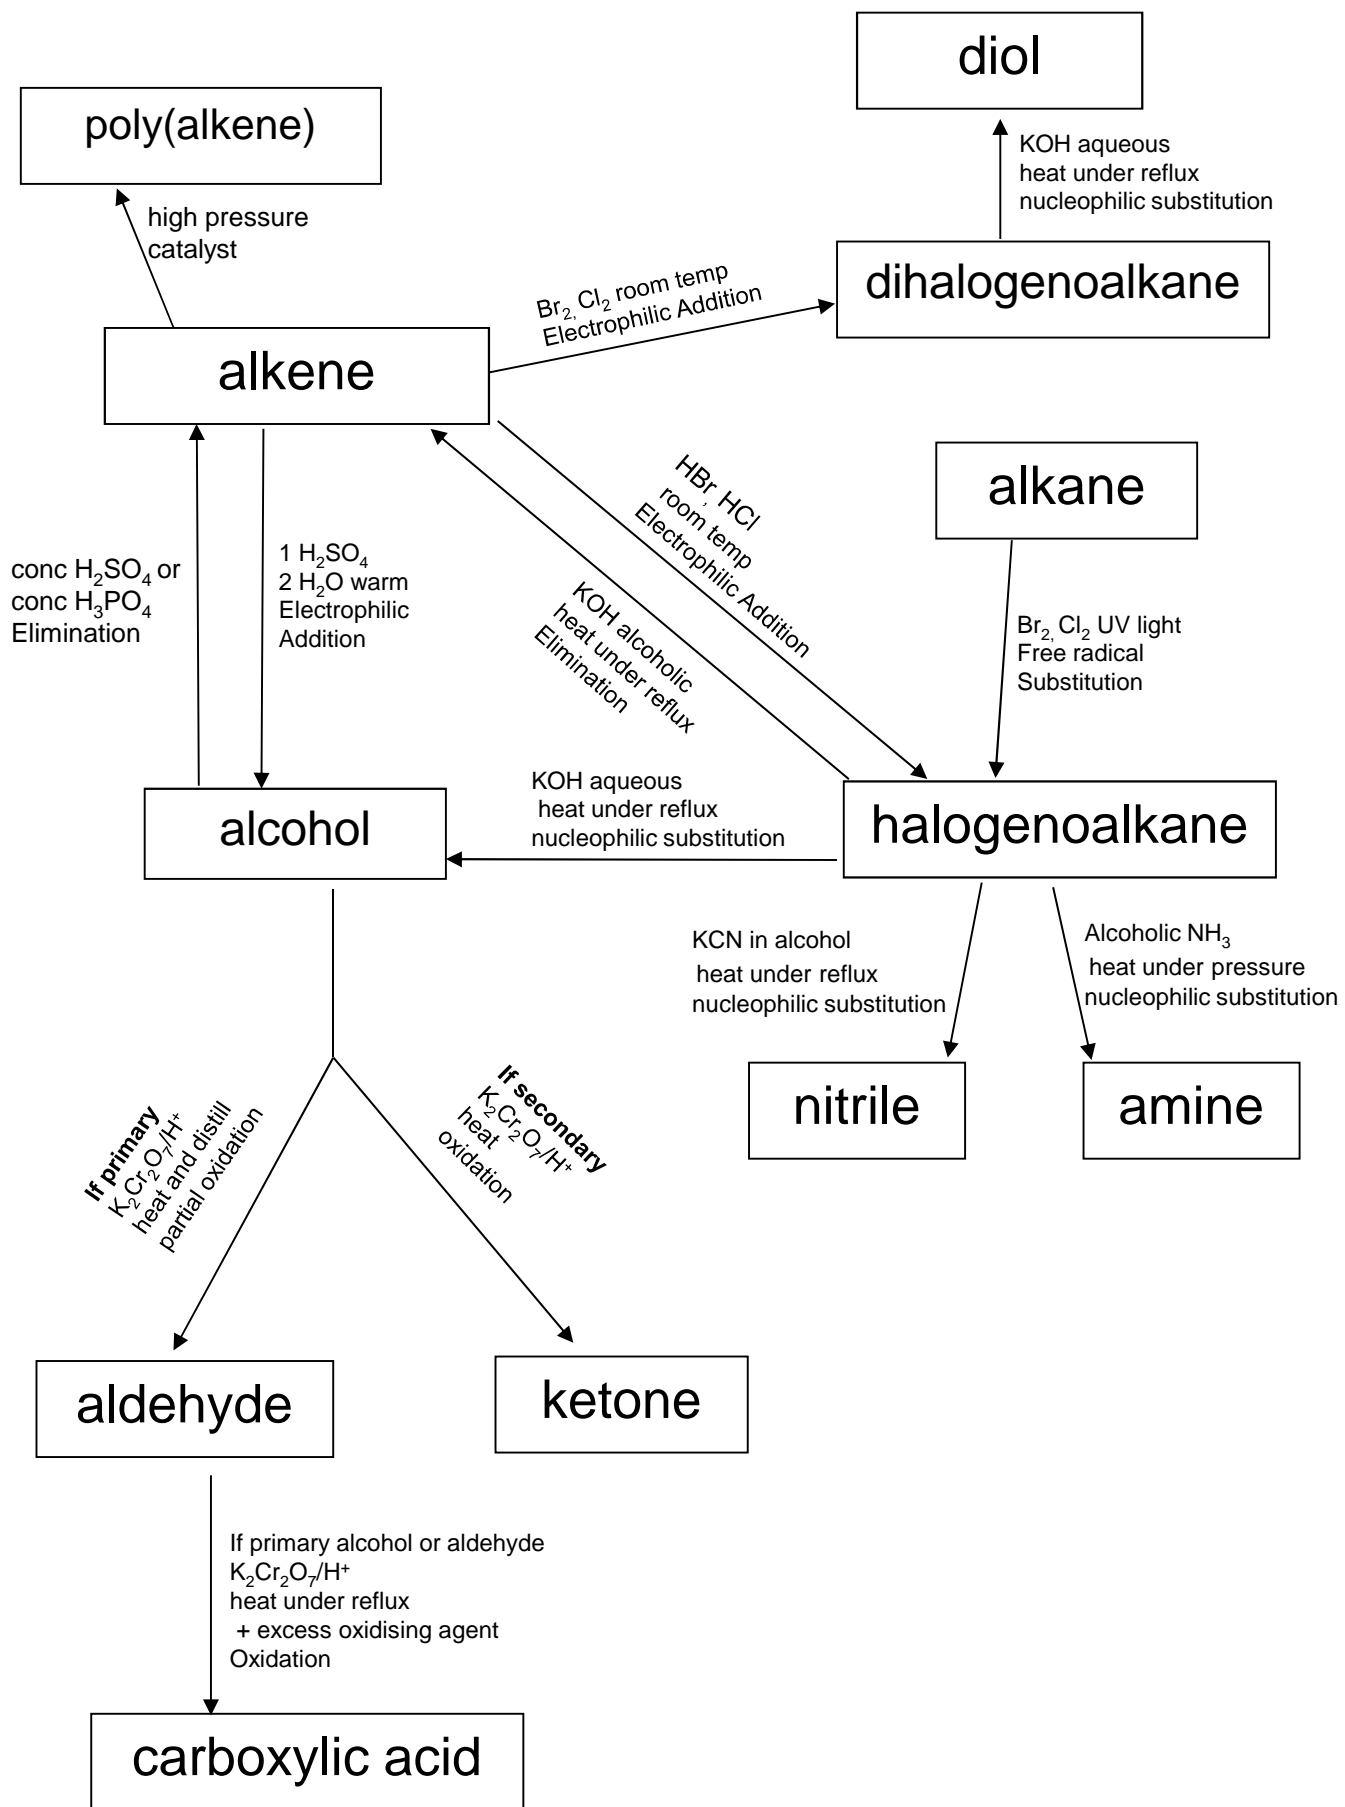 diol
poly(alkene)
KOH aqueous
heat under reflux
nucleophilic substitution
high pressure
catalyst
dihalogenoalkane
Br₂, Cl₂ room temp
Electrophilic Addition
alkene
alkane
HBr, HCl
room temp
Electrophilic Addition
conc H₂SO₄ or
conc H₃PO₄
Elimination
1 H₂SO₄
2 H₂O warm
Electrophilic
Addition
KOH alcoholic
heat under reflux
Elimination
Br₂, Cl₂ UV light
Free radical
Substitution
alcohol
KOH aqueous
heat under reflux
nucleophilic substitution
halogenoalkane
KCN in alcohol
heat under reflux
nucleophilic substitution
Alcoholic NH₃
heat under pressure
nucleophilic substitution
nitrile
amine
If primary
K₂Cr₂O₇/H⁺
heat and distill
partial oxidation
If secondary
K₂Cr₂O₇/H⁺
heat
oxidation
aldehyde
ketone
If primary alcohol or aldehyde
K₂Cr₂O₇/H⁺
heat under reflux
+ excess oxidising agent
Oxidation
carboxylic acid